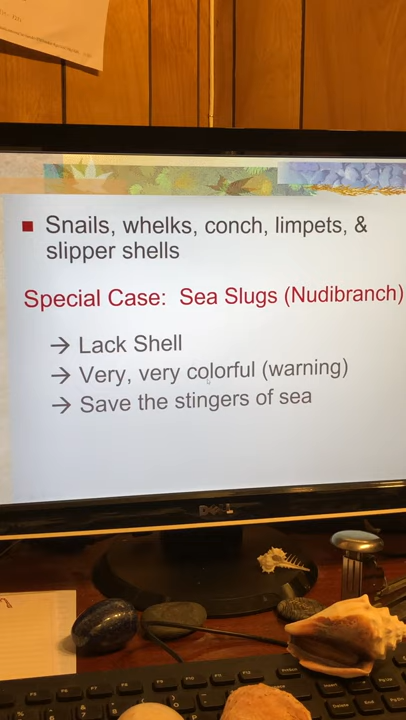 ■ Snails, whelks, conch, limpets, &
slipper shells
Special Case: Sea Slugs (Nudibranch)
→ Lack Shell
→ Very, very colorful (warning)
→ Save the stingers of sea
DELL